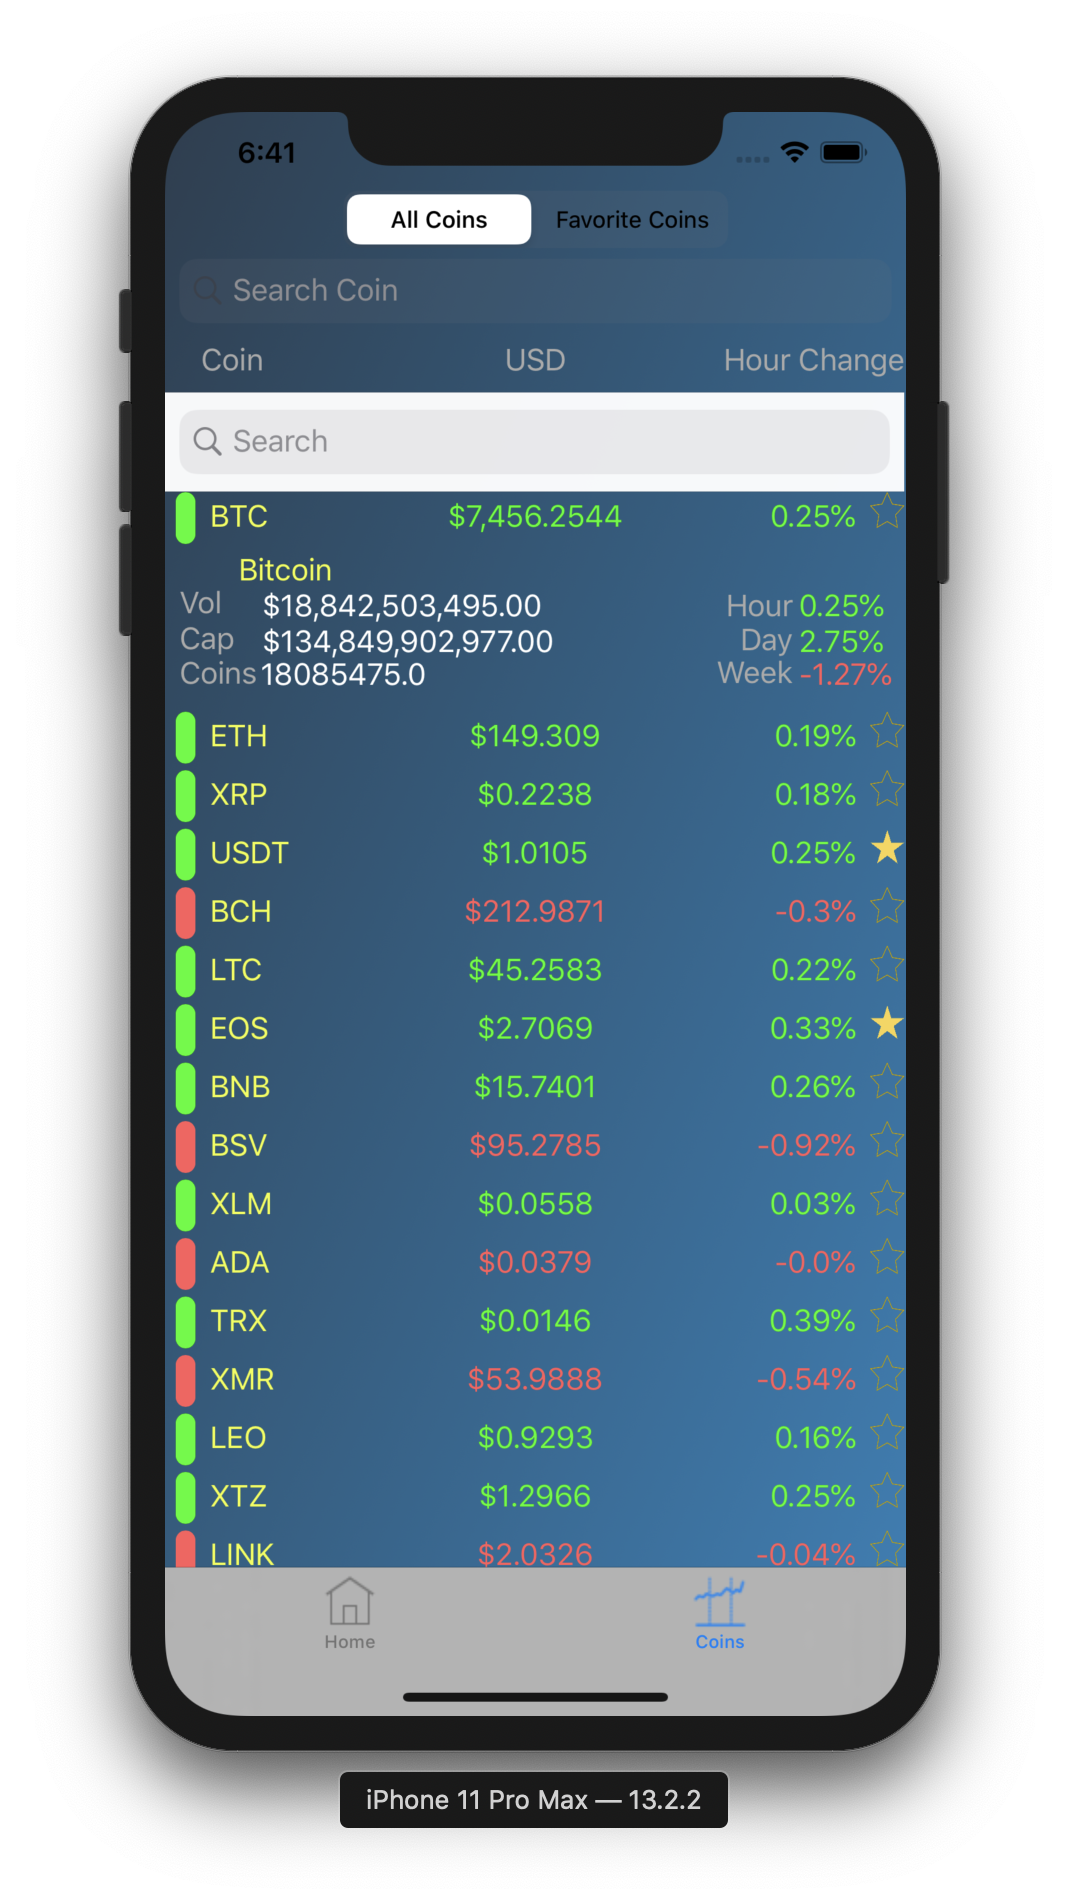 6:41
All Coins Favorite Coins
Search Coin
Coin USD Hour Change
Search
BTC $7,456.2544 0.25%
Bitcoin
Vol $18,842,503,495.00 Hour 0.25%
Cap $134,849,902,977.00 Day 2.75%
Coins 18085475.0 Week -1.27%
ETH $149.309 0.19%
XRP $0.2238 0.18%
USDT $1.0105 0.25%
BCH $212.9871 -0.3%
LTC $45.2583 0.22%
EOS $2.7069 0.33%
BNB $15.7401 0.26%
BSV $95.2785 -0.92%
XLM $0.0558 0.03%
ADA $0.0379 -0.0%
TRX $0.0146 0.39%
XMR $53.9888 -0.54%
LEO $0.9293 0.16%
XTZ $1.2966 0.25%
LINK $2.0326 -0.04%
Home Coins
iPhone 11 Pro Max — 13.2.2